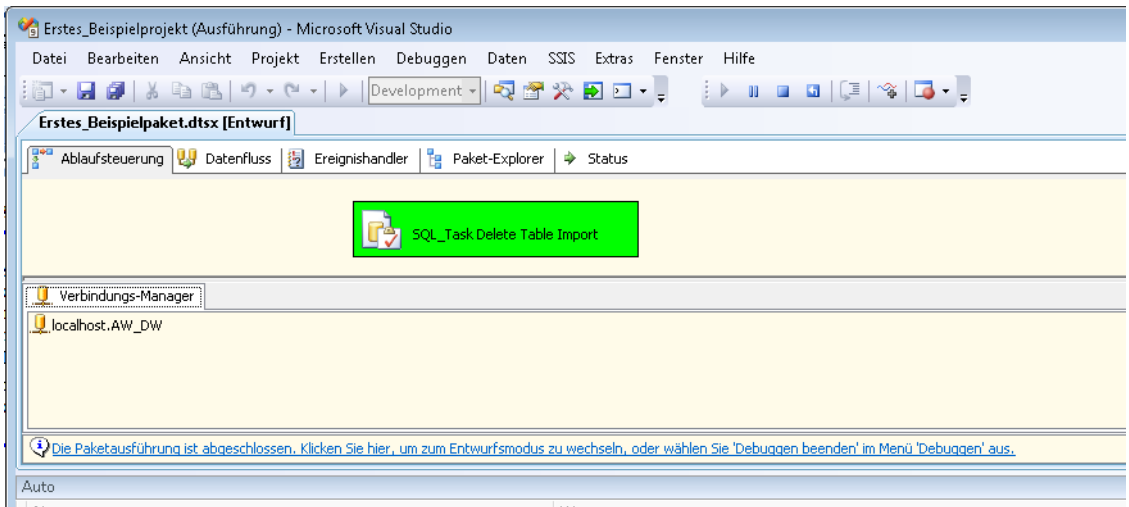 Erstes_Beispielprojekt (Ausführung) - Microsoft Visual Studio
Datei Bearbeiten Ansicht Projekt Erstellen Debuggen Daten SSIS Extras Fenster Hilfe
Development
Erstes_Beispielpaket.dtsx [Entwurf]
Ablaufsteuerung Datenfluss Ereignishandler Paket-Explorer Status
SQL_Task Delete Table Import
Verbindungs-Manager
localhost.AW_DW
Die Paketausführung ist abgeschlossen. Klicken Sie hier, um zum Entwurfsmodus zu wechseln, oder wählen Sie 'Debuggen beenden' im Menü 'Debuggen' aus.
Auto